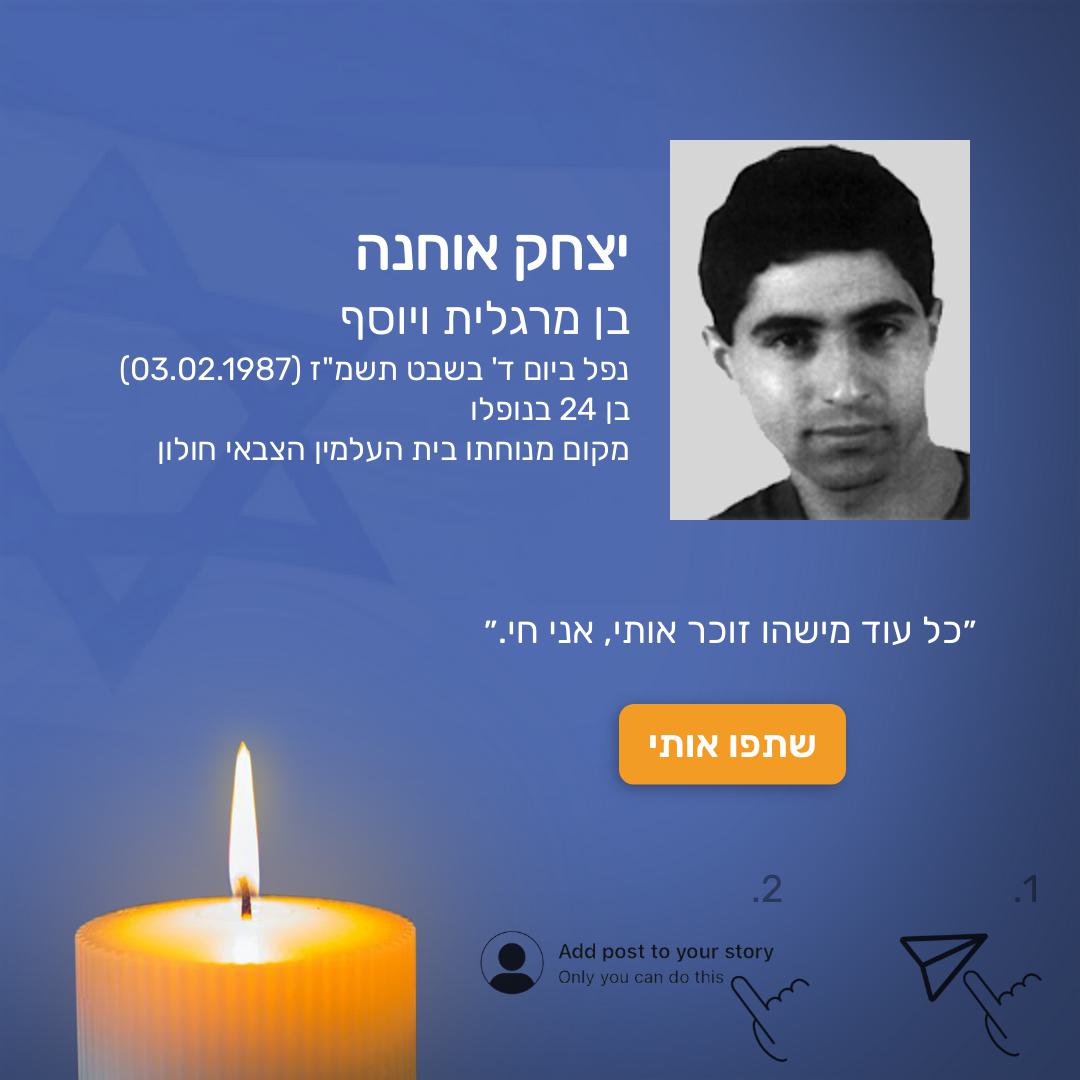 יצחק אוחנה
בן מרגלית ויוסף
נפל ביום ד' בשבט תשמ"ז (03.02.1987)
בן 24 בנופלו
מקום מנוחתו בית העלמין הצבאי חולון
״כל עוד מישהו זוכר אותי, אני חי.״
שתפו אותי
.1
.2
Add post to your story
Only you can do this